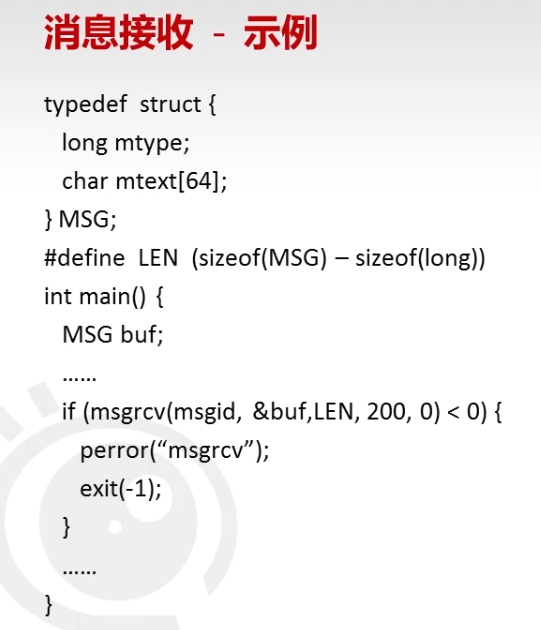 消息接收 - 示例
typedef struct {
long mtype;
char mtext[64];
} MSG;
#define LEN (sizeof(MSG) – sizeof(long))
int main() {
MSG buf;
……
if (msgrcv(msgid, &buf,LEN, 200, 0) < 0) {
perror(“msgrcv”);
exit(-1);
}
……
}